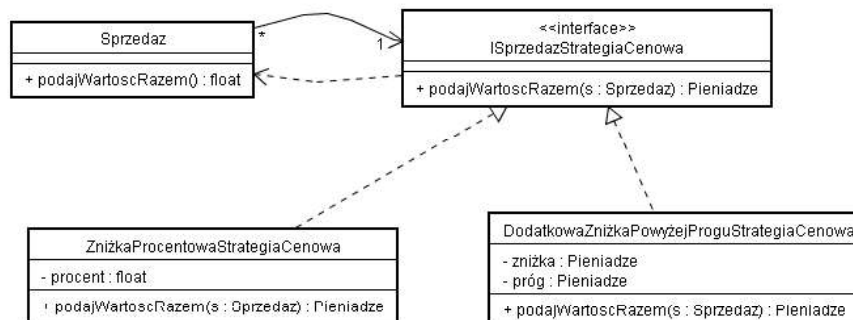 Sprzedaz
+ podajWartoscRazem() : float
*
1
<<interface>>
ISprzedazStrategiaCenowa
+ podajWartoscRazem(s : Sprzedaz) : Pieniadze
ZniżkaProcentowaStrategiaCenowa
- procent : float
+ podajWartoscRazem(s : Sprzedaz) : Pieniadze
DodatkowaZniżkaPowyżejProguStrategiaCenowa
- zniżka : Pieniadze
- próg : Pieniadze
+ podajWartoscRazem(s : Sprzedaz) : Pieniadze